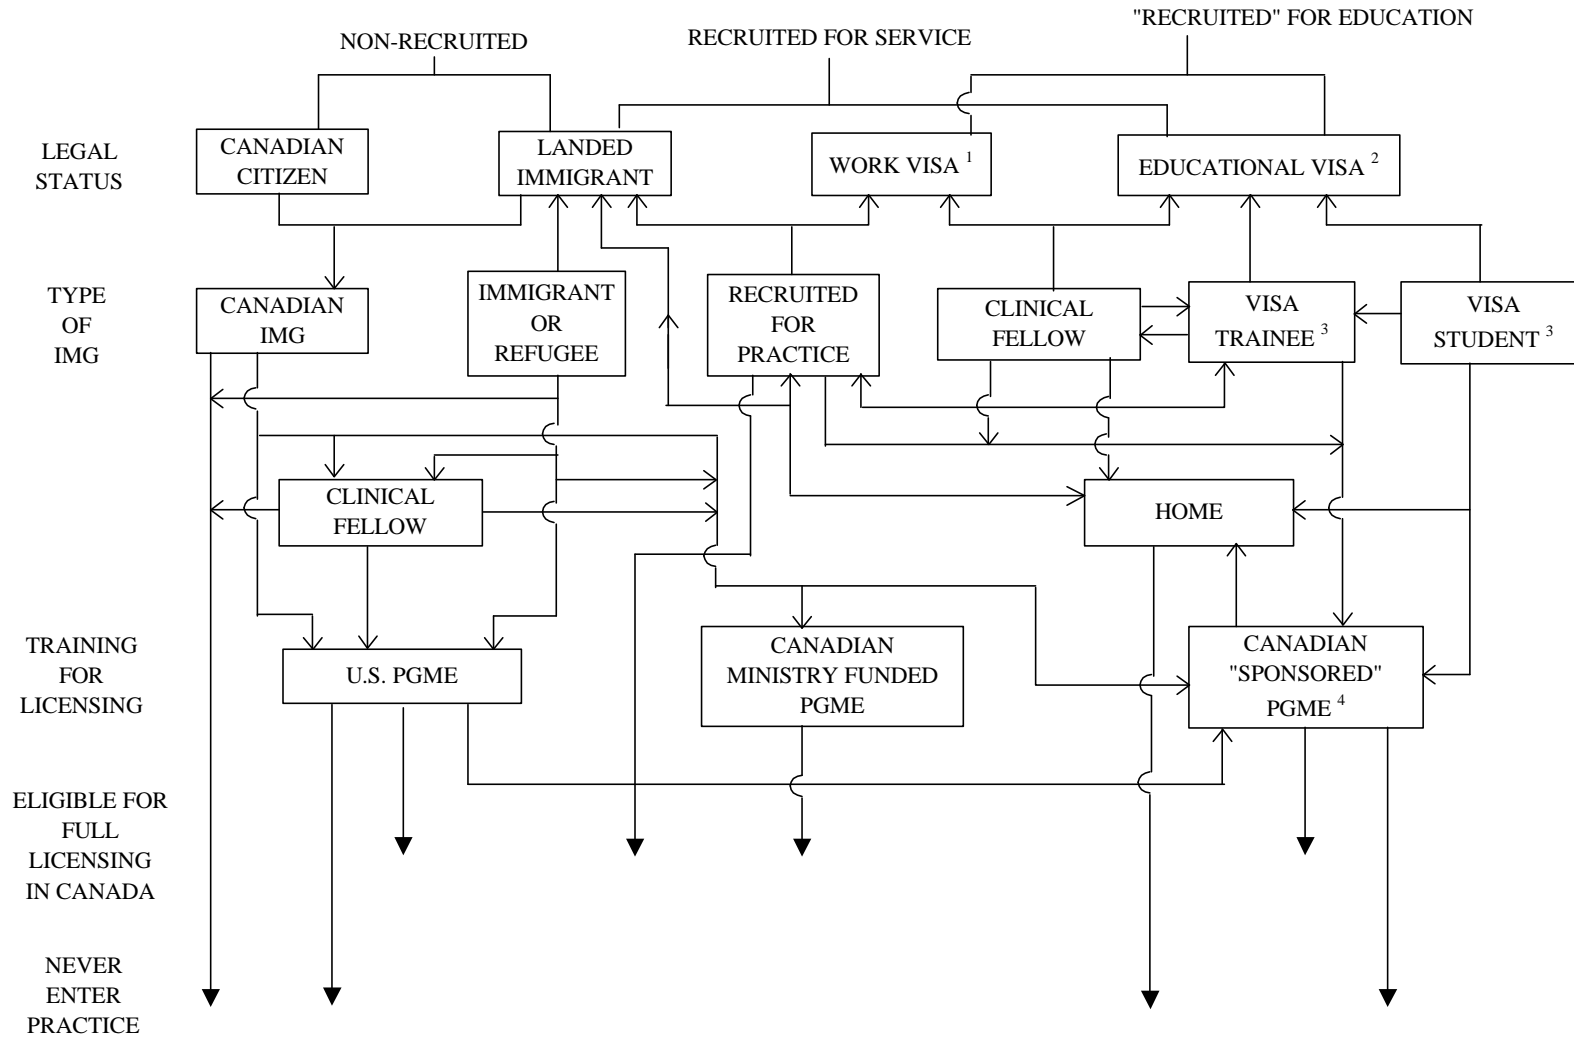 "RECRUITED" FOR EDUCATION
NON-RECRUITED
RECRUITED FOR SERVICE
LEGAL
STATUS
CANADIAN
CITIZEN
LANDED
IMMIGRANT
WORK VISA 1
EDUCATIONAL VISA 2
TYPE
OF
IMG
CANADIAN
IMG
IMMIGRANT
OR
REFUGEE
RECRUITED
FOR
PRACTICE
CLINICAL
FELLOW
VISA
TRAINEE 3
VISA
STUDENT 3
CLINICAL
FELLOW
HOME
TRAINING
FOR
LICENSING
U.S. PGME
CANADIAN
MINISTRY FUNDED
PGME
CANADIAN
"SPONSORED"
PGME 4
ELIGIBLE FOR
FULL
LICENSING
IN CANADA
NEVER
ENTER
PRACTICE